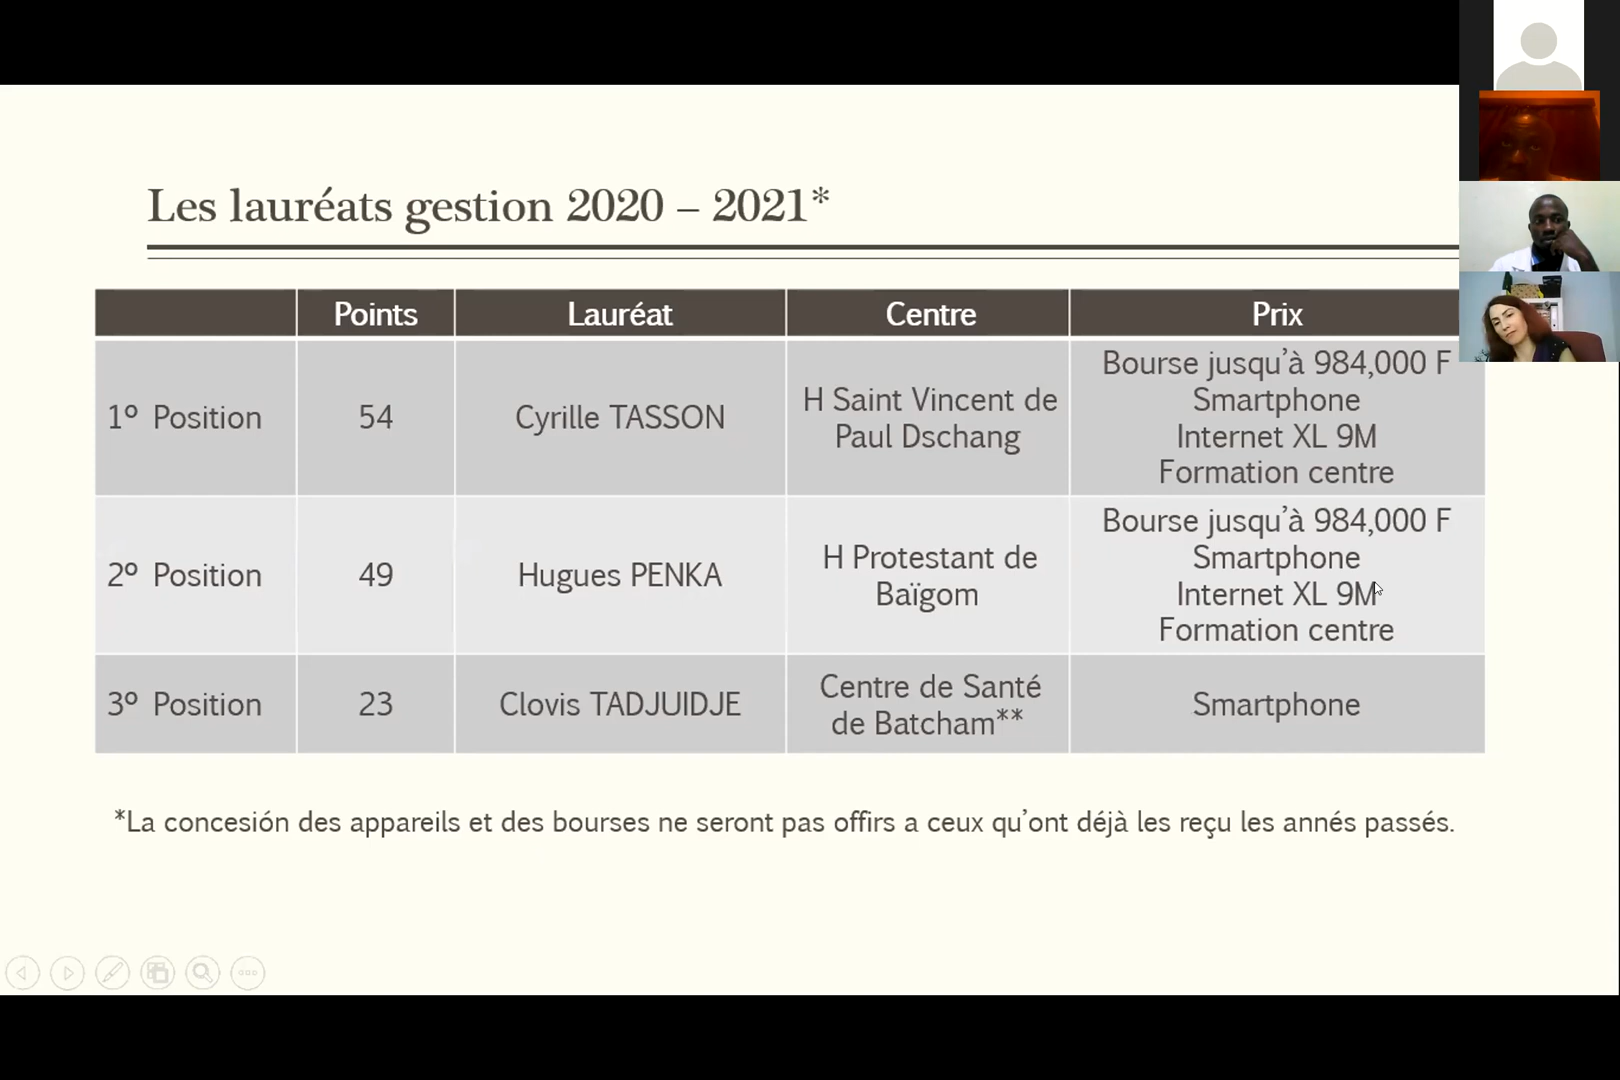 Les lauréats gestion 2020 – 2021*
Points
Lauréat
Centre
Prix
1º Position
54
Cyrille TASSON
H Saint Vincent de
Paul Dschang
Bourse jusqu'à 984,000 F
Smartphone
Internet XL 9M
Formation centre
2º Position
49
Hugues PENKA
H Protestant de
Baïgom
Bourse jusqu'à 984,000 F
Smartphone
Internet XL 9M
Formation centre
3º Position
23
Clovis TADJUIDJE
Centre de Santé
de Batcham**
Smartphone
*La concesión des appareils et des bourses ne seront pas offirs a ceux qu'ont déjà les reçu les annés passés.